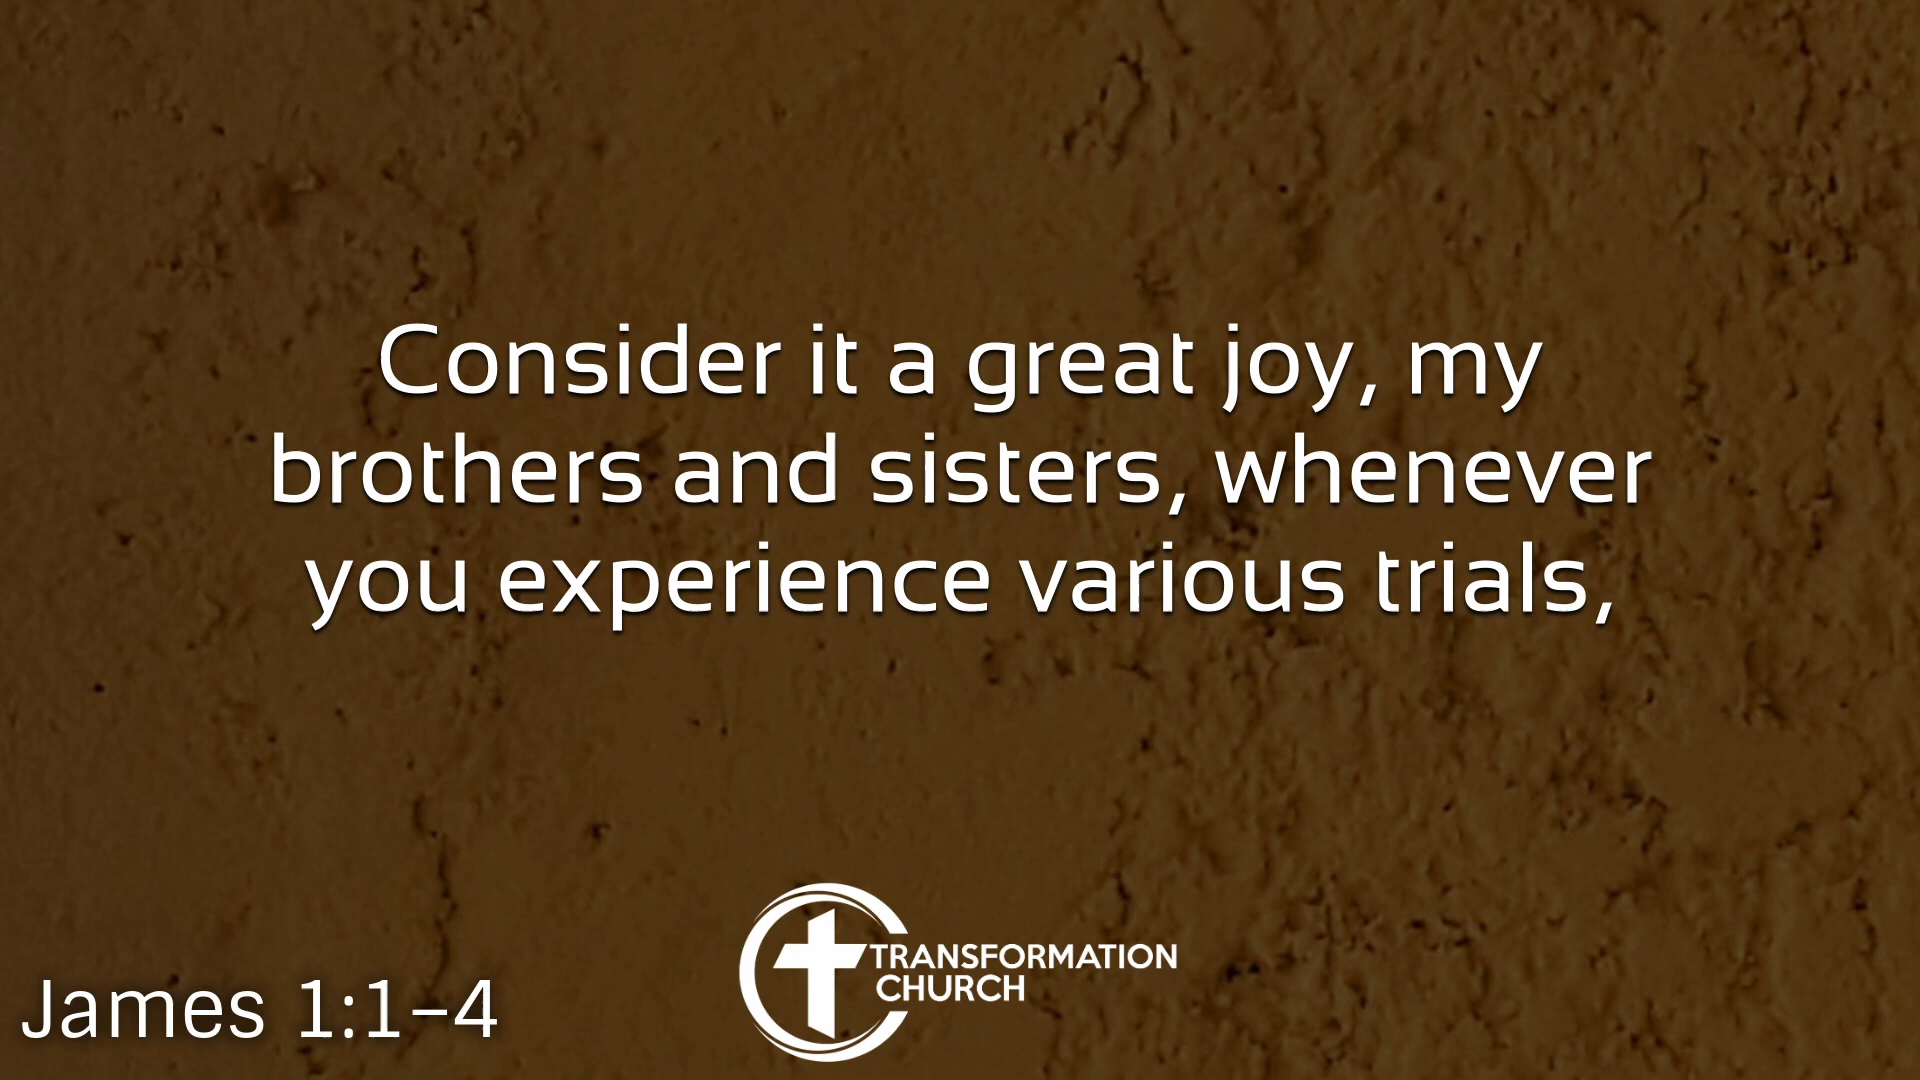 Consider it a great joy, my
brothers and sisters, whenever
you experience various trials,
TRANSFORMATION
CHURCH
James 1:1–4